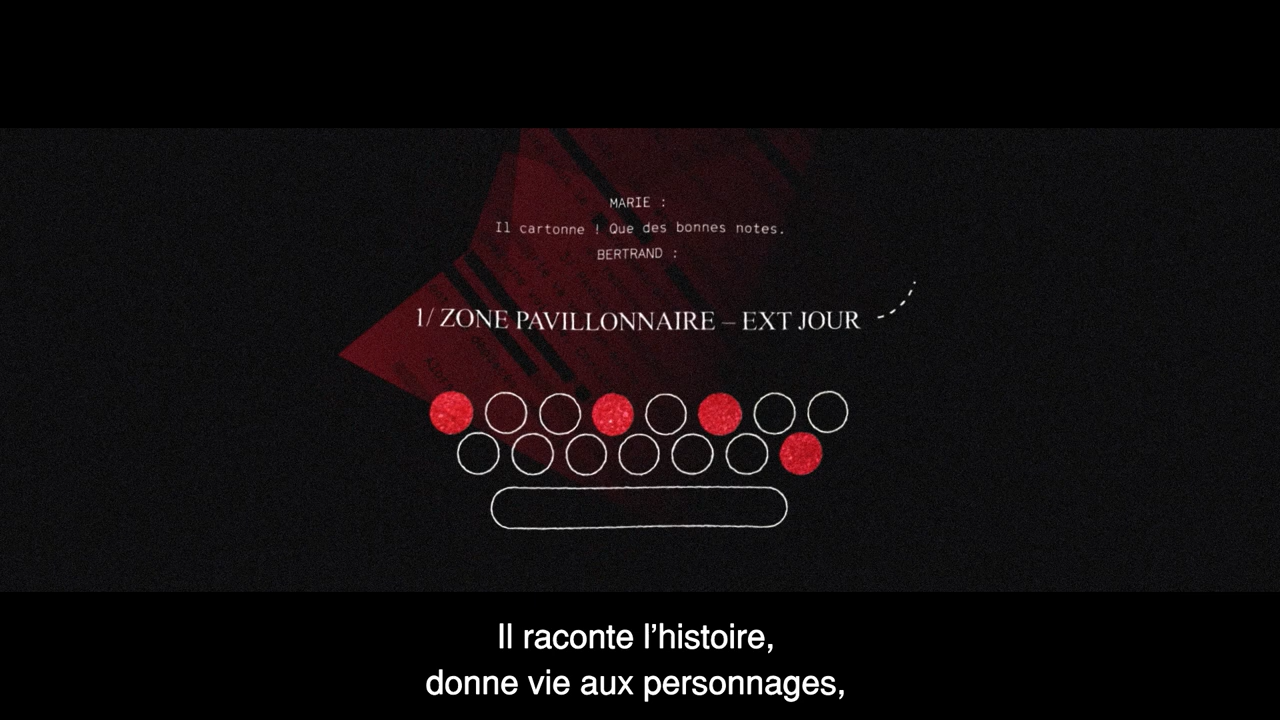 MARIE :
Il cartonne ! Que des bonnes notes.
BERTRAND :
1/ ZONE PAVILLONNAIRE – EXT JOUR
Il raconte l'histoire,
donne vie aux personnages,